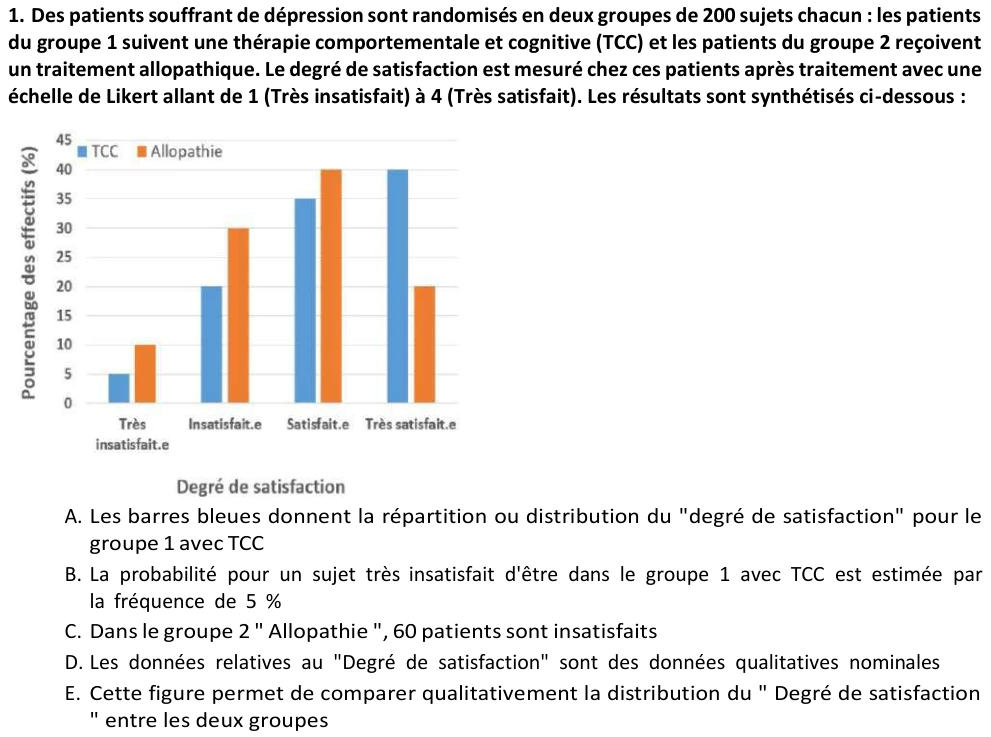 1. Des patients souffrant de dépression sont randomisés en deux groupes de 200 sujets chacun : les patients
du groupe 1 suivent une thérapie comportementale et cognitive (TCC) et les patients du groupe 2 reçoivent
un traitement allopathique. Le degré de satisfaction est mesuré chez ces patients après traitement avec une
échelle de Likert allant de 1 (Très insatisfait) à 4 (Très satisfait). Les résultats sont synthétisés ci-dessous :
Pourcentage des effectifs (%)
45
40
35
30
25
20
15
10
5
0
TCC Allopathie
Très insatisfait.e
Insatisfait.e
Satisfait.e
Très satisfait.e
Degré de satisfaction
A. Les barres bleues donnent la répartition ou distribution du "degré de satisfaction" pour le
groupe 1 avec TCC
B. La probabilité pour un sujet très insatisfait d'être dans le groupe 1 avec TCC est estimée par
la fréquence de 5 %
C. Dans le groupe 2 " Allopathie ", 60 patients sont insatisfaits
D. Les données relatives au "Degré de satisfaction" sont des données qualitatives nominales
E. Cette figure permet de comparer qualitativement la distribution du " Degré de satisfaction
" entre les deux groupes